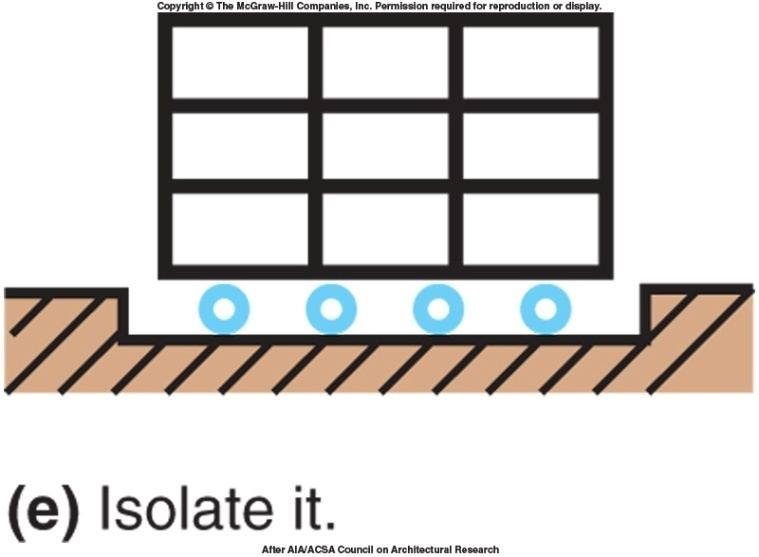 Copyright © The McGraw-Hill Companies, Inc. Permission required for reproduction or display.
(e) Isolate it.
After AIA/ACSA Council on Architectural Research